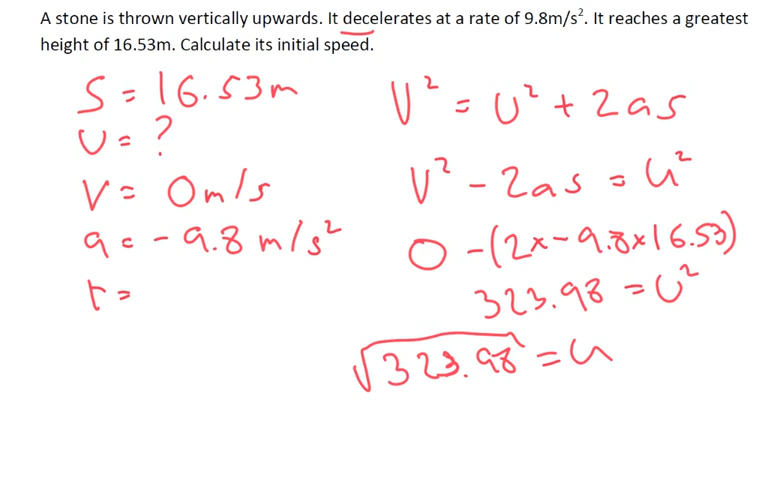 A stone is thrown vertically upwards. It decelerates at a rate of 9.8m/s². It reaches a greatest
height of 16.53m. Calculate its initial speed.
S = 16.53m
U = ?
V = 0m/s
a = -9.8 m/s²
t =
V² = U² + 2as
V² - 2as = u²
0 - (2x-9.8x16.53)
323.98 = U²
√323.98 = u